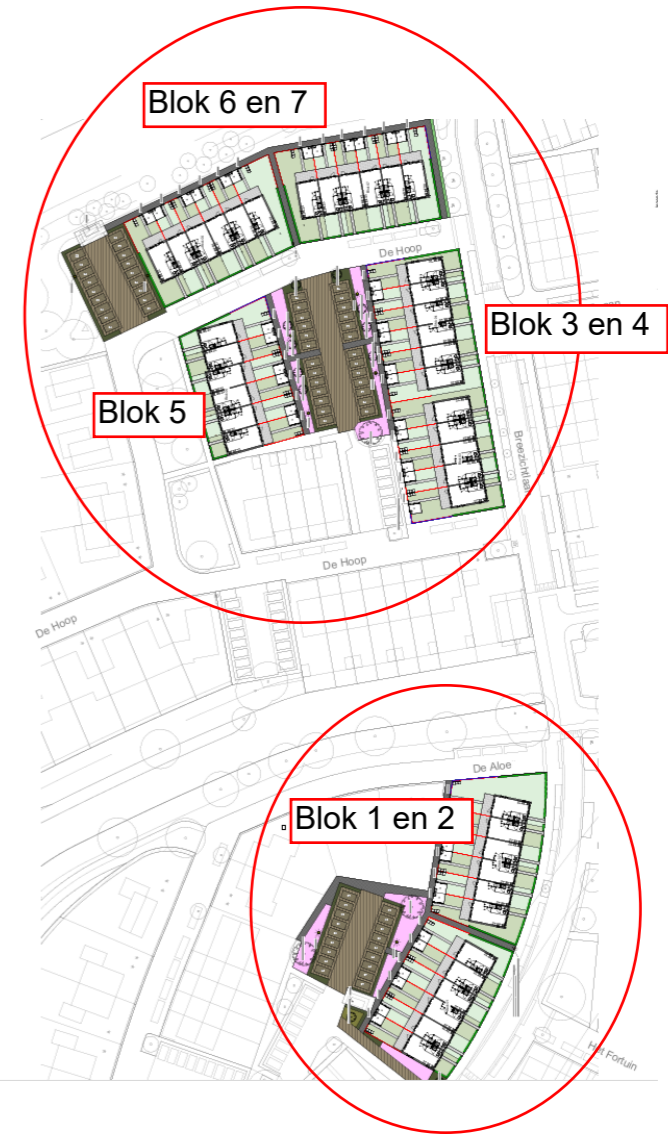 Blok 6 en 7
De Hoop
Blok 3 en 4
Blok 5
Breezichtlaan
De Hoop
De Hoop
De Aloe
Blok 1 en 2
Het Fortuin